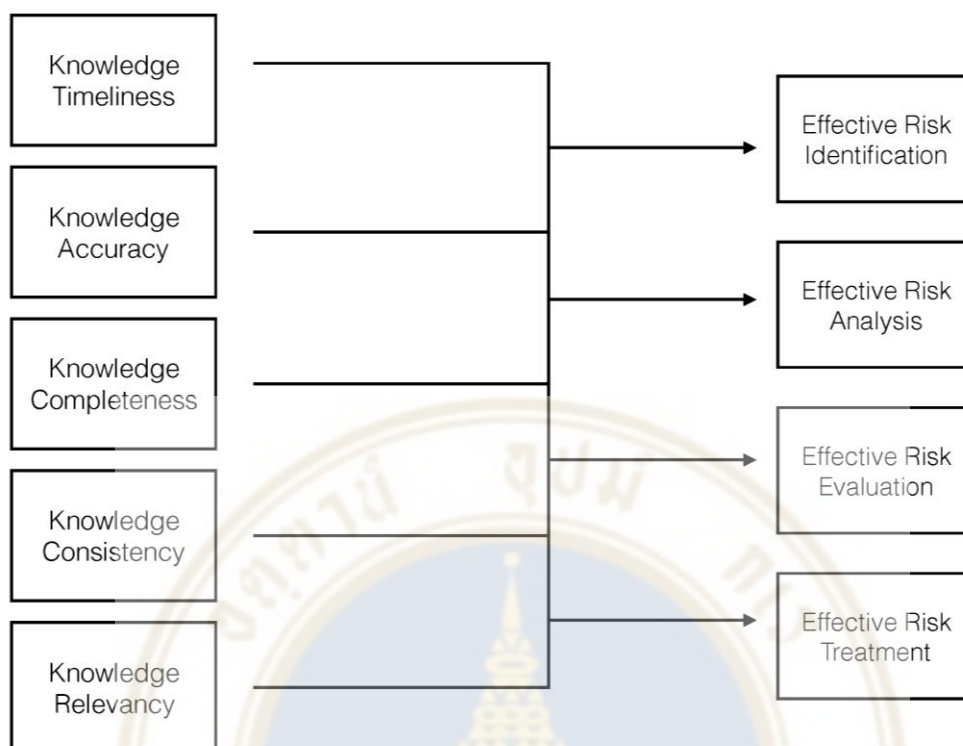 Knowledge
Timeliness
Knowledge
Accuracy
Knowledge
Completeness
Knowledge
Consistency
Knowledge
Relevancy
Effective Risk
Identification
Effective Risk
Analysis
Effective Risk
Evaluation
Effective Risk
Treatment